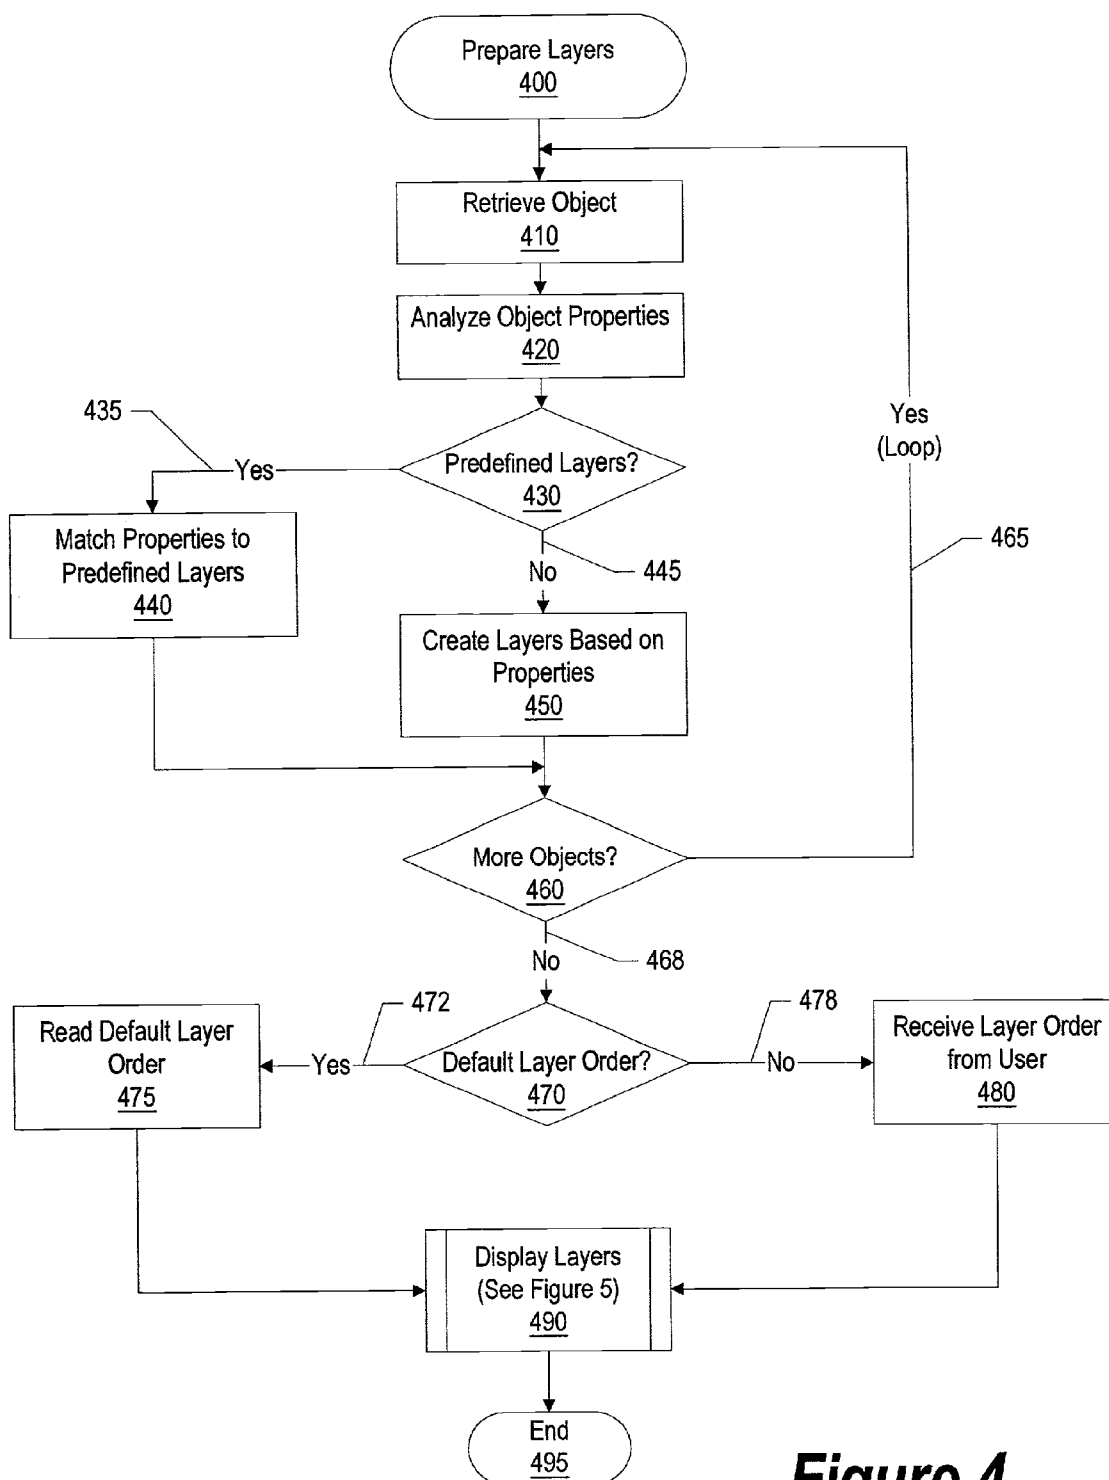 Prepare Layers
400
Retrieve Object
410
Analyze Object Properties
420
435
Yes
Predefined Layers?
430
Yes
(Loop)
465
Match Properties to
Predefined Layers
440
445
No
Create Layers Based on
Properties
450
More Objects?
460
468
No
472
478
Read Default Layer
Order
475
Yes
Default Layer Order?
470
No
Receive Layer Order
from User
480
Display Layers
(See Figure 5)
490
End
495
Figure 4